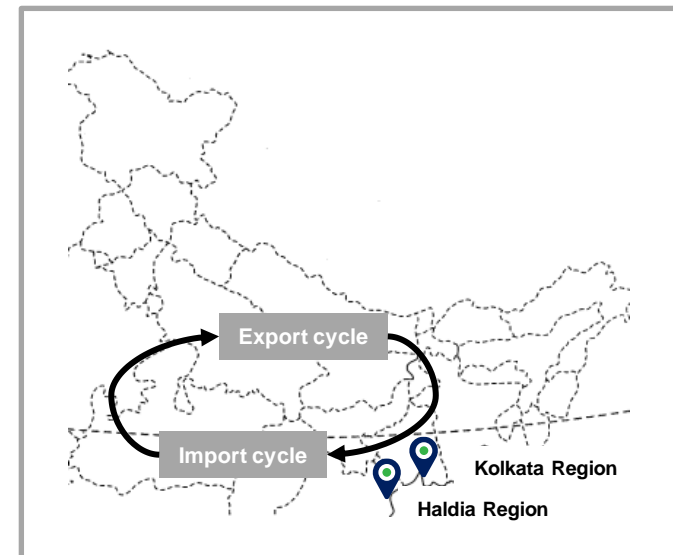 Export cycle
Import cycle
Kolkata Region
Haldia Region